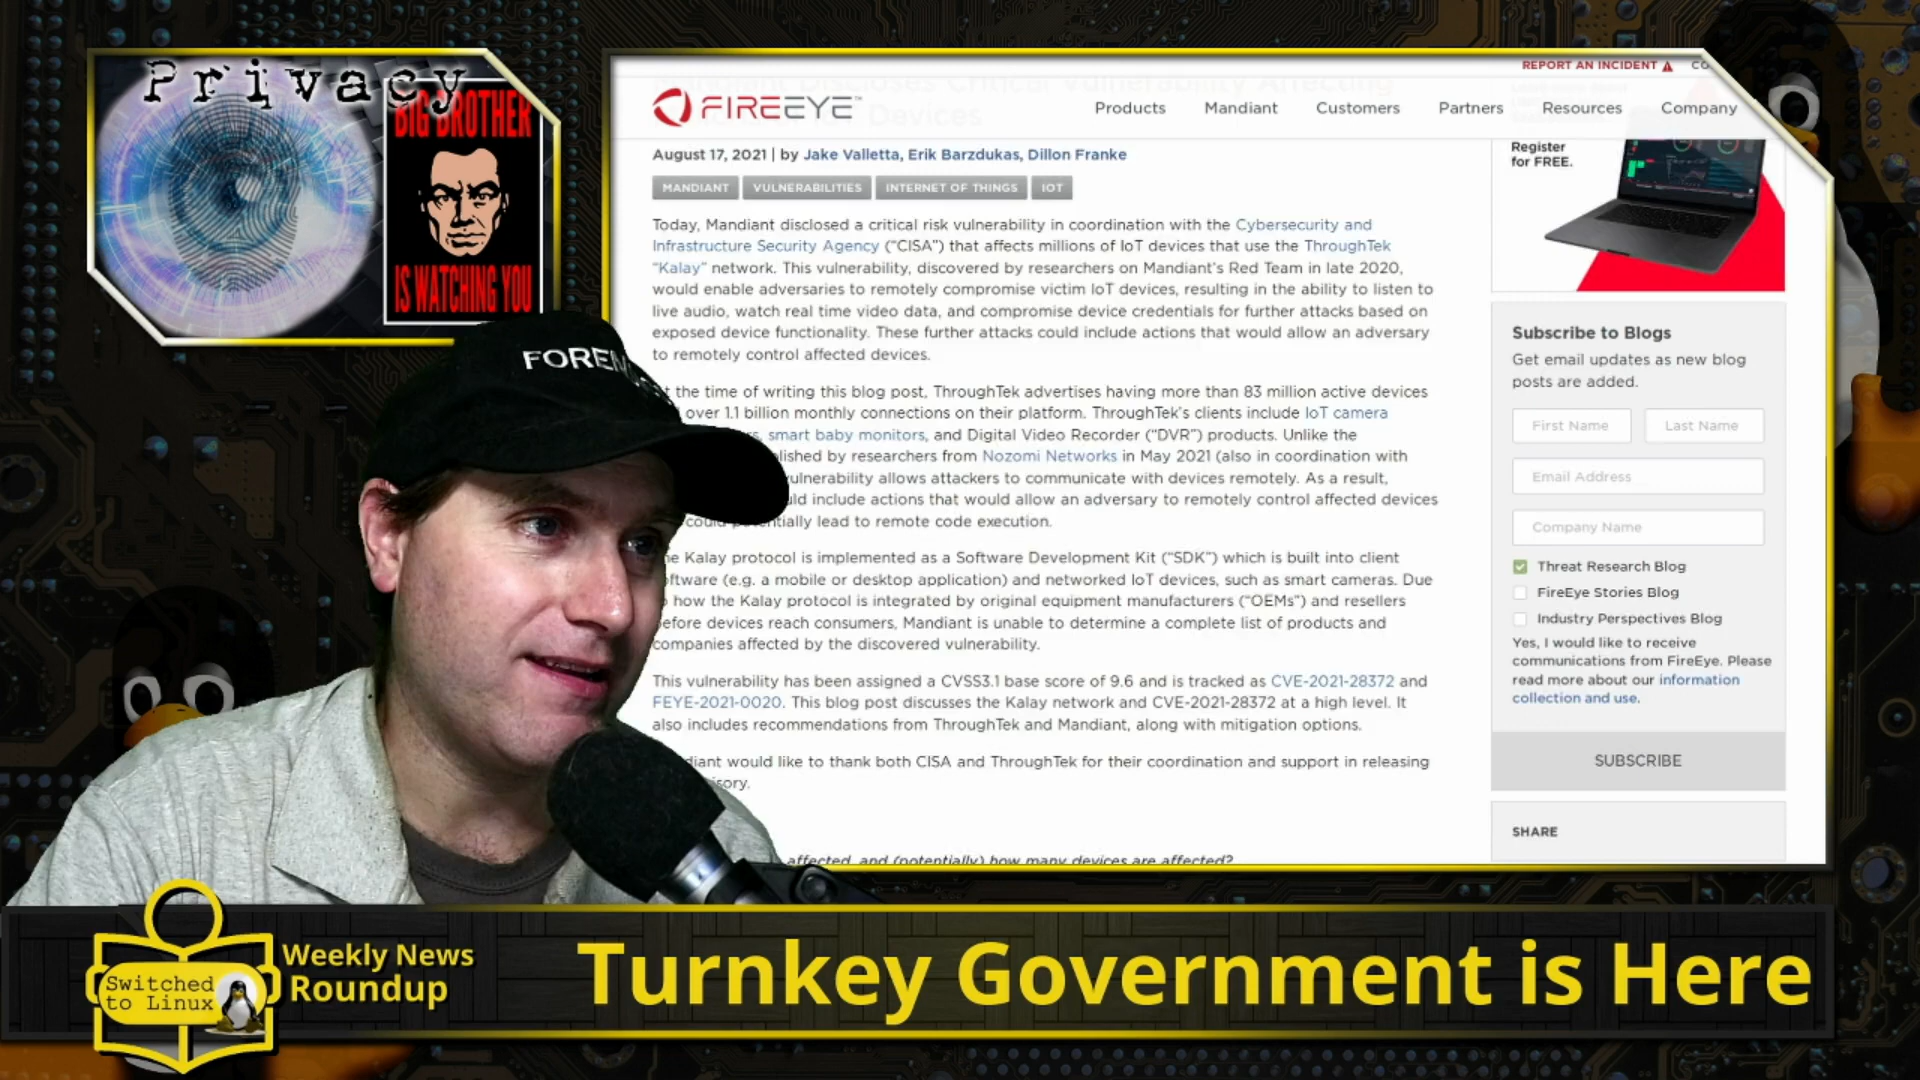 Privacy
BIG BROTHER
IS WATCHING YOU
REPORT AN INCIDENT
Mandiant Discloses Critical Vulnerability Affecting
Devices
FIREEYE
Products Mandiant Customers Partners Resources Company
August 17, 2021 | by Jake Valletta, Erik Barzdukas, Dillon Franke
MANDIANT VULNERABILITIES INTERNET OF THINGS IOT
Today, Mandiant disclosed a critical risk vulnerability in coordination with the Cybersecurity and
Infrastructure Security Agency (“CISA”) that affects millions of IoT devices that use the ThroughTek
“Kalay” network. This vulnerability, discovered by researchers on Mandiant’s Red Team in late 2020,
would enable adversaries to remotely compromise victim IoT devices, resulting in the ability to listen to
live audio, watch real time video data, and compromise device credentials for further attacks based on
exposed device functionality. These further attacks could include actions that would allow an adversary
to remotely control affected devices.
the time of writing this blog post, ThroughTek advertises having more than 83 million active devices
over 1.1 billion monthly connections on their platform. ThroughTek’s clients include IoT camera
smart baby monitors, and Digital Video Recorder (“DVR”) products. Unlike the
by researchers from Nozomi Networks in May 2021 (also in coordination with
vulnerability allows attackers to communicate with devices remotely. As a result,
include actions that would allow an adversary to remotely control affected devices
could potentially lead to remote code execution.
Kalay protocol is implemented as a Software Development Kit (“SDK”) which is built into client
software (e.g. a mobile or desktop application) and networked IoT devices, such as smart cameras. Due
how the Kalay protocol is integrated by original equipment manufacturers (“OEMs”) and resellers
before devices reach consumers, Mandiant is unable to determine a complete list of products and
companies affected by the discovered vulnerability.
This vulnerability has been assigned a CVSS3.1 base score of 9.6 and is tracked as CVE-2021-28372 and
FEYE-2021-0020. This blog post discusses the Kalay network and CVE-2021-28372 at a high level. It
also includes recommendations from ThroughTek and Mandiant, along with mitigation options.
would like to thank both CISA and ThroughTek for their coordination and support in releasing
affected, and (potentially) how many devices are affected?
Register
for FREE.
Subscribe to Blogs
Get email updates as new blog
posts are added.
First Name Last Name
Email Address
Company Name
Threat Research Blog
FireEye Stories Blog
Industry Perspectives Blog
Yes, I would like to receive
communications from FireEye. Please
read more about our information
collection and use.
SUBSCRIBE
SHARE
Switched
to Linux
Weekly News
Roundup
Turnkey Government is Here